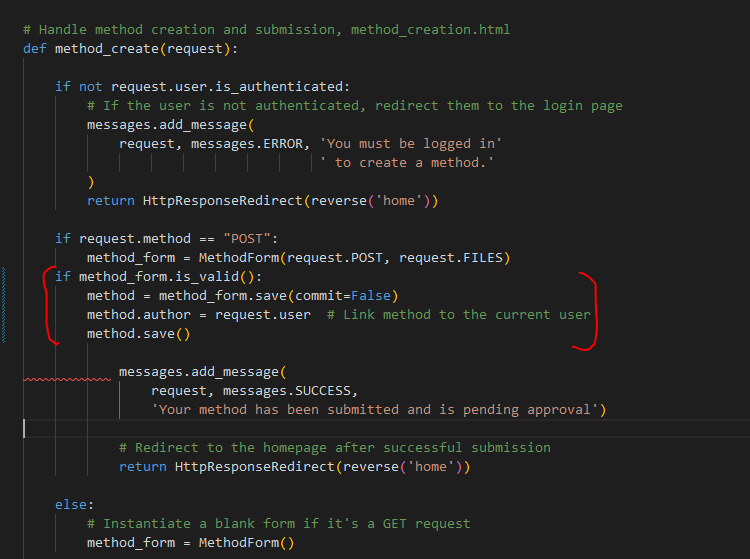 # Handle method creation and submission, method_creation.html
def method_create(request):
if not request.user.is_authenticated:
# If the user is not authenticated, redirect them to the login page
messages.add_message(
request, messages.ERROR, 'You must be logged in'
' to create a method.'
)
return HttpResponseRedirect(reverse('home'))
if request.method == "POST":
method_form = MethodForm(request.POST, request.FILES)
if method_form.is_valid():
method = method_form.save(commit=False)
method.author = request.user  # Link method to the current user
method.save()
messages.add_message(
request, messages.SUCCESS,
'Your method has been submitted and is pending approval')
# Redirect to the homepage after successful submission
return HttpResponseRedirect(reverse('home'))
else:
# Instantiate a blank form if it's a GET request
method_form = MethodForm()